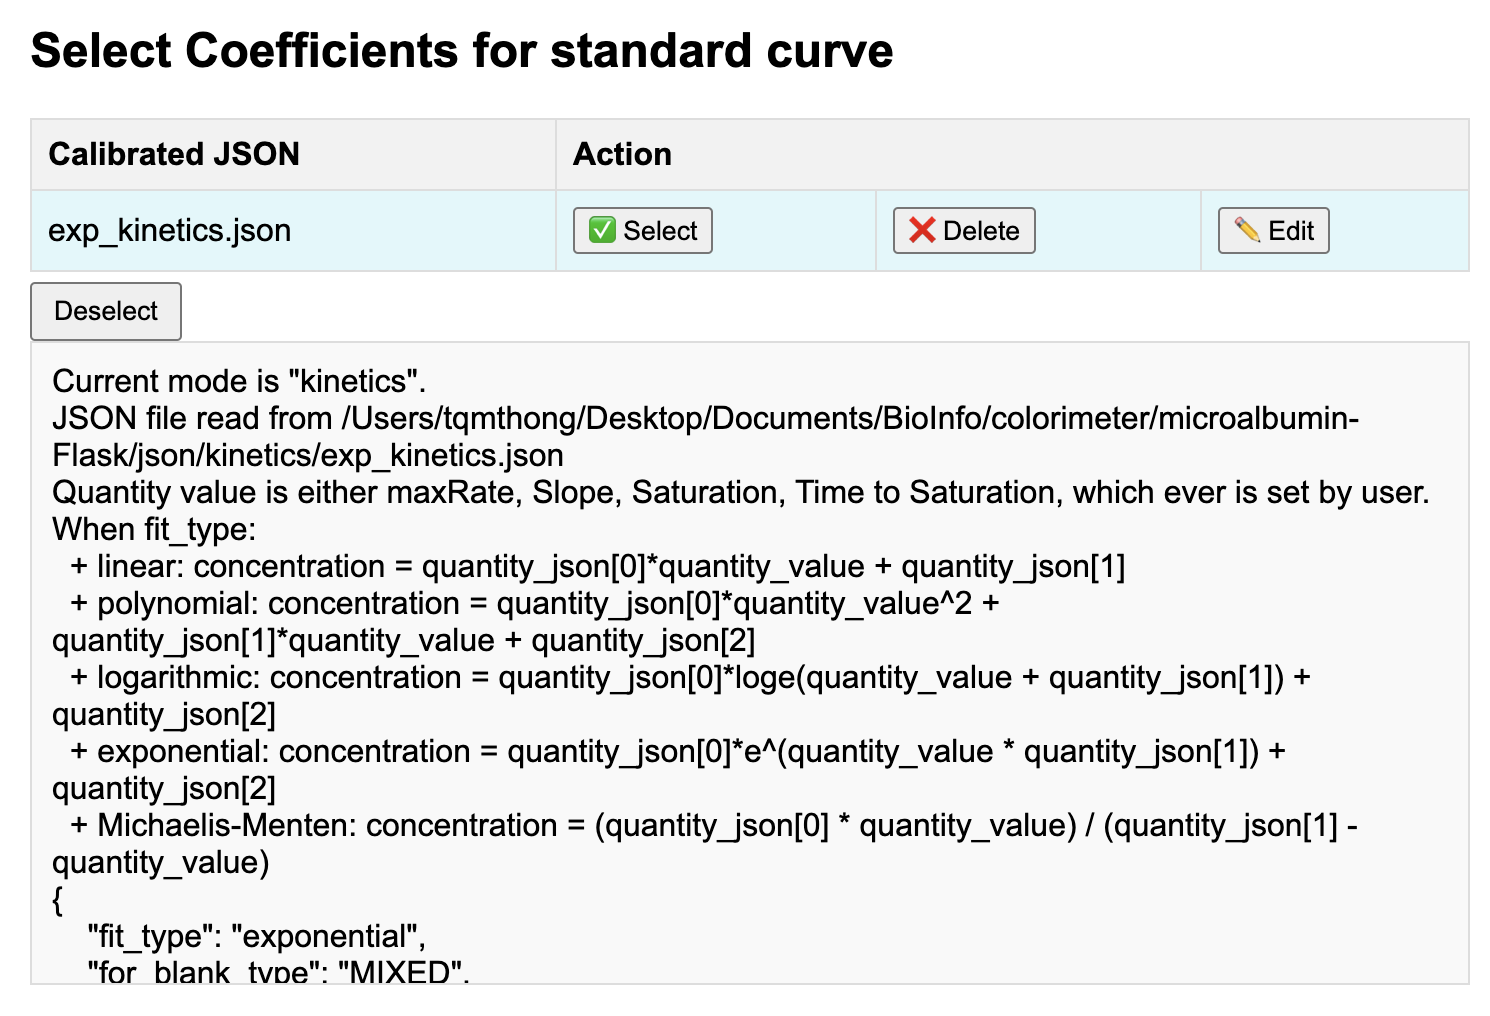 Select Coefficients for standard curve
Calibrated JSON Action
exp_kinetics.json ✅ Select ❌ Delete ✏️ Edit
Deselect
Current mode is "kinetics".
JSON file read from /Users/tqmthong/Desktop/Documents/BioInfo/colorimeter/microalbumin-
Flask/json/kinetics/exp_kinetics.json
Quantity value is either maxRate, Slope, Saturation, Time to Saturation, which ever is set by user.
When fit_type:
+ linear: concentration = quantity_json[0]*quantity_value + quantity_json[1]
+ polynomial: concentration = quantity_json[0]*quantity_value^2 +
quantity_json[1]*quantity_value + quantity_json[2]
+ logarithmic: concentration = quantity_json[0]*loge(quantity_value + quantity_json[1]) +
quantity_json[2]
+ exponential: concentration = quantity_json[0]*e^(quantity_value * quantity_json[1]) +
quantity_json[2]
+ Michaelis-Menten: concentration = (quantity_json[0] * quantity_value) / (quantity_json[1] -
quantity_value)
{
"fit_type": "exponential",
"for_blank_type": "MIXED",